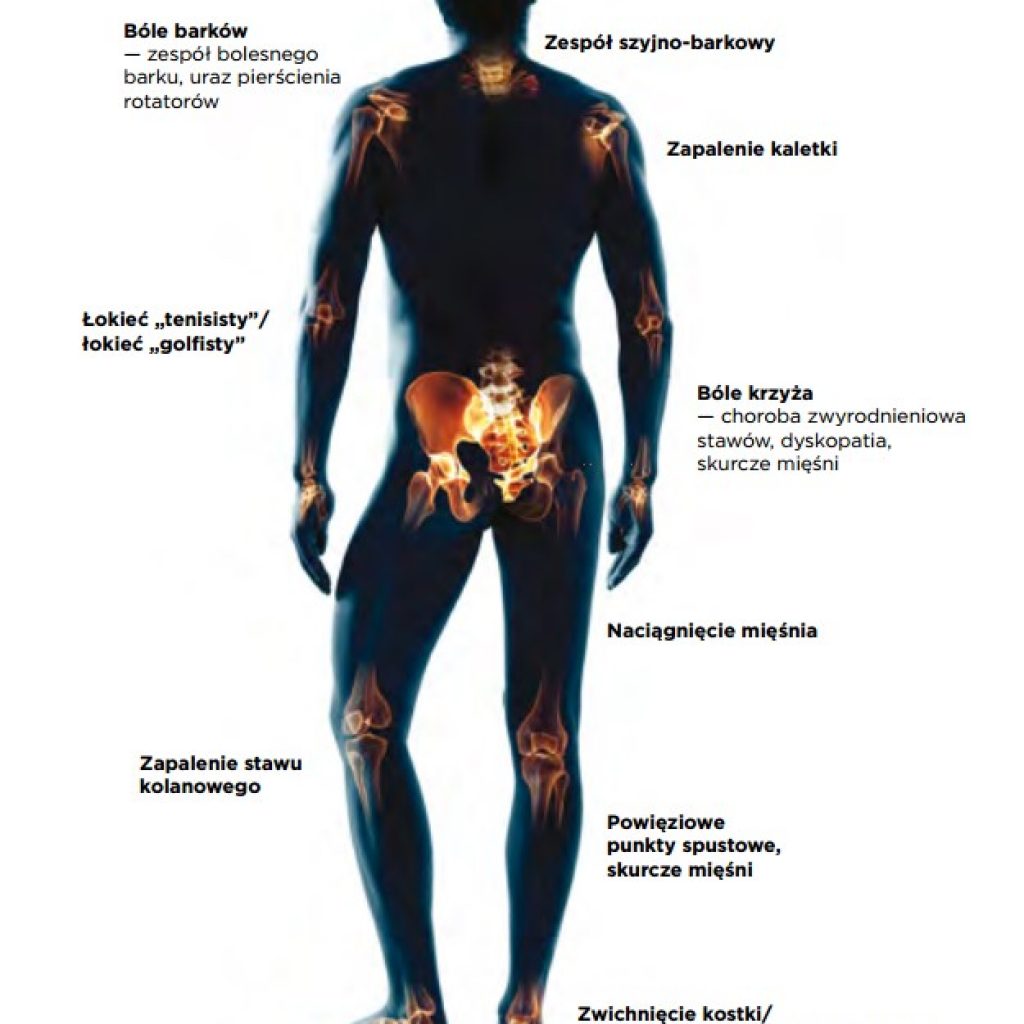 Bóle barków
— zespół bolesnego
barku, uraz pierścienia
rotatorów
Zespół szyjno-barkowy
Zapalenie kaletki
Łokieć „tenisisty”/
łokieć „golfisty”
Bóle krzyża
— choroba zwyrodnieniowa
stawów, dyskopatia,
skurcze mięśni
Naciągnięcie mięśnia
Zapalenie stawu
kolanowego
Powięziowe
punkty spustowe,
skurcze mięśni
Zwichnięcie kostki/